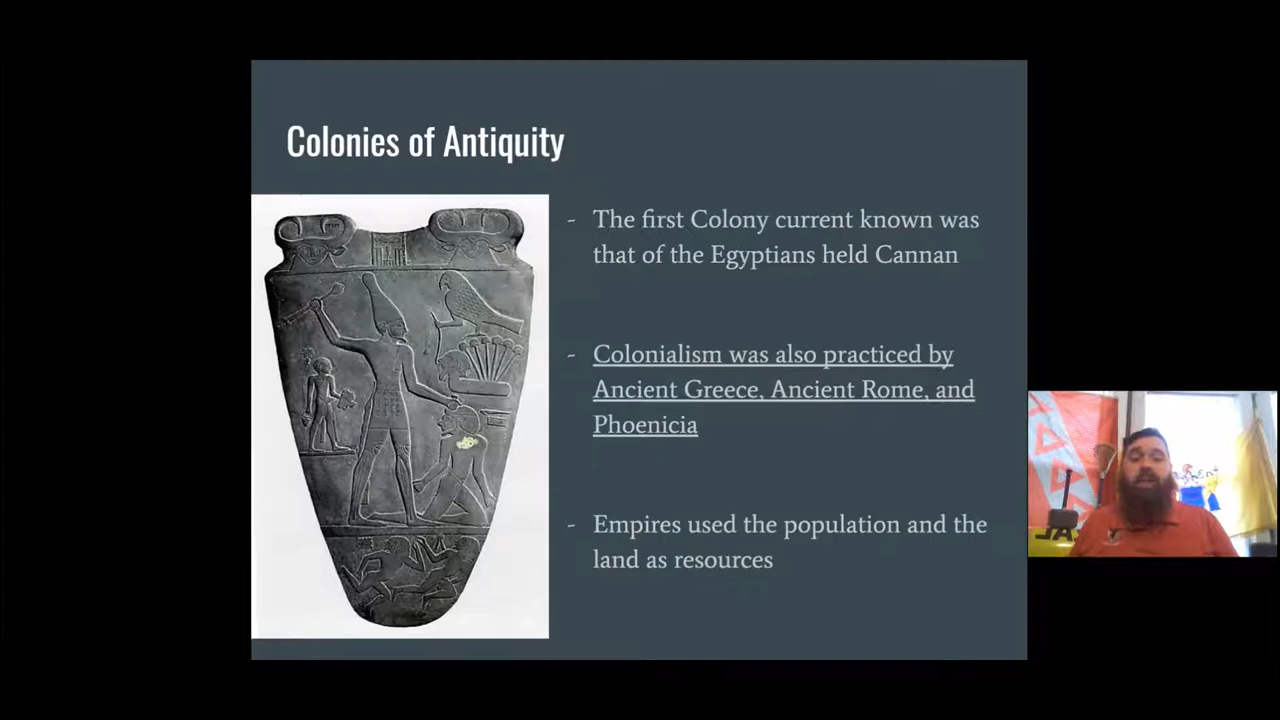 Colonies of Antiquity
- The first Colony current known was
that of the Egyptians held Cannan
- Colonialism was also practiced by
Ancient Greece, Ancient Rome, and
Phoenicia
- Empires used the population and the
land as resources